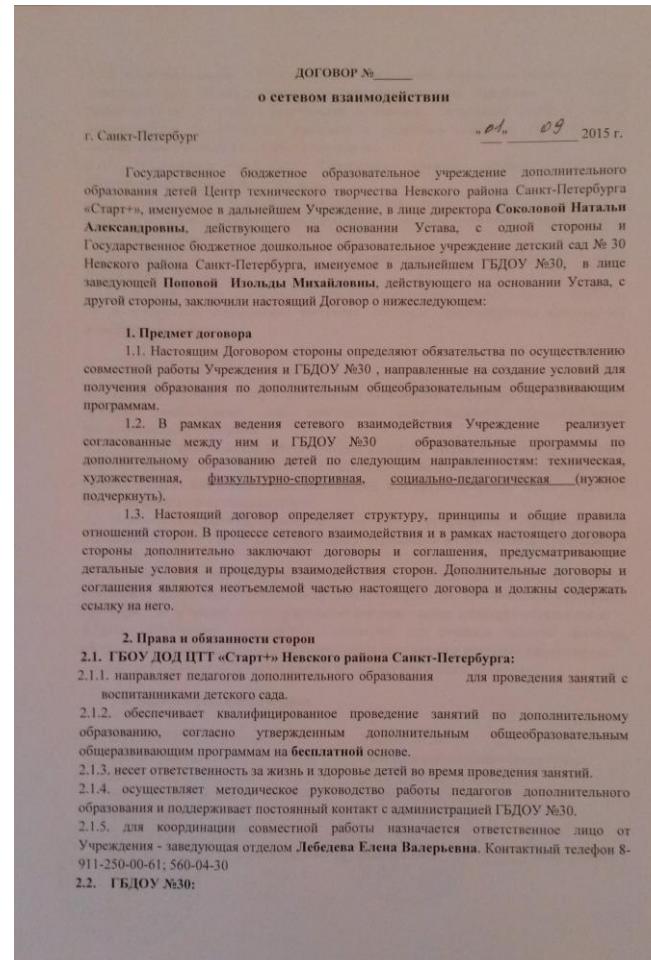 ДОГОВОР №______
о сетевом взаимодействии
г. Санкт-Петербург „01„ 09 2015 г.
Государственное бюджетное образовательное учреждение дополнительного
образования детей Центр технического творчества Невского района Санкт-Петербурга
«Старт+», именуемое в дальнейшем Учреждение, в лице директора Соколовой Натальи
Александровны, действующего на основании Устава, с одной стороны и
Государственное бюджетное дошкольное образовательное учреждение детский сад № 30
Невского района Санкт-Петербурга, именуемое в дальнейшем ГБДОУ №30, в лице
заведующей Поповой Изольды Михайловны, действующего на основании Устава, с
другой стороны, заключили настоящий Договор о нижеследующем:
1. Предмет договора
1.1. Настоящим Договором стороны определяют обязательства по осуществлению
совместной работы Учреждения и ГБДОУ №30 , направленные на создание условий для
получения образования по дополнительным общеобразовательным общеразвивающим
программам.
1.2. В рамках ведения сетевого взаимодействия Учреждение реализует
согласованные между ним и ГБДОУ №30 образовательные программы по
дополнительному образованию детей по следующим направленностям: техническая,
художественная, физкультурно-спортивная, социально-педагогическая (нужное
подчеркнуть).
1.3. Настоящий договор определяет структуру, принципы и общие правила
отношений сторон. В процессе сетевого взаимодействия и в рамках настоящего договора
стороны дополнительно заключают договоры и соглашения, предусматривающие
детальные условия и процедуры взаимодействия сторон. Дополнительные договоры и
соглашения являются неотъемлемой частью настоящего договора и должны содержать
ссылку на него.
2. Права и обязанности сторон
2.1. ГБОУ ДОД ЦТТ «Старт+» Невского района Санкт-Петербурга:
2.1.1. направляет педагогов дополнительного образования для проведения занятий с
воспитанниками детского сада.
2.1.2. обеспечивает квалифицированное проведение занятий по дополнительному
образованию, согласно утвержденным дополнительным общеобразовательным
общеразвивающим программам на бесплатной основе.
2.1.3. несет ответственность за жизнь и здоровье детей во время проведения занятий.
2.1.4. осуществляет методическое руководство работы педагогов дополнительного
образования и поддерживает постоянный контакт с администрацией ГБДОУ №30.
2.1.5. для координации совместной работы назначается ответственное лицо от
Учреждения - заведующая отделом Лебедева Елена Валерьевна. Контактный телефон 8-
911-250-00-61; 560-04-30
2.2. ГБДОУ №30: